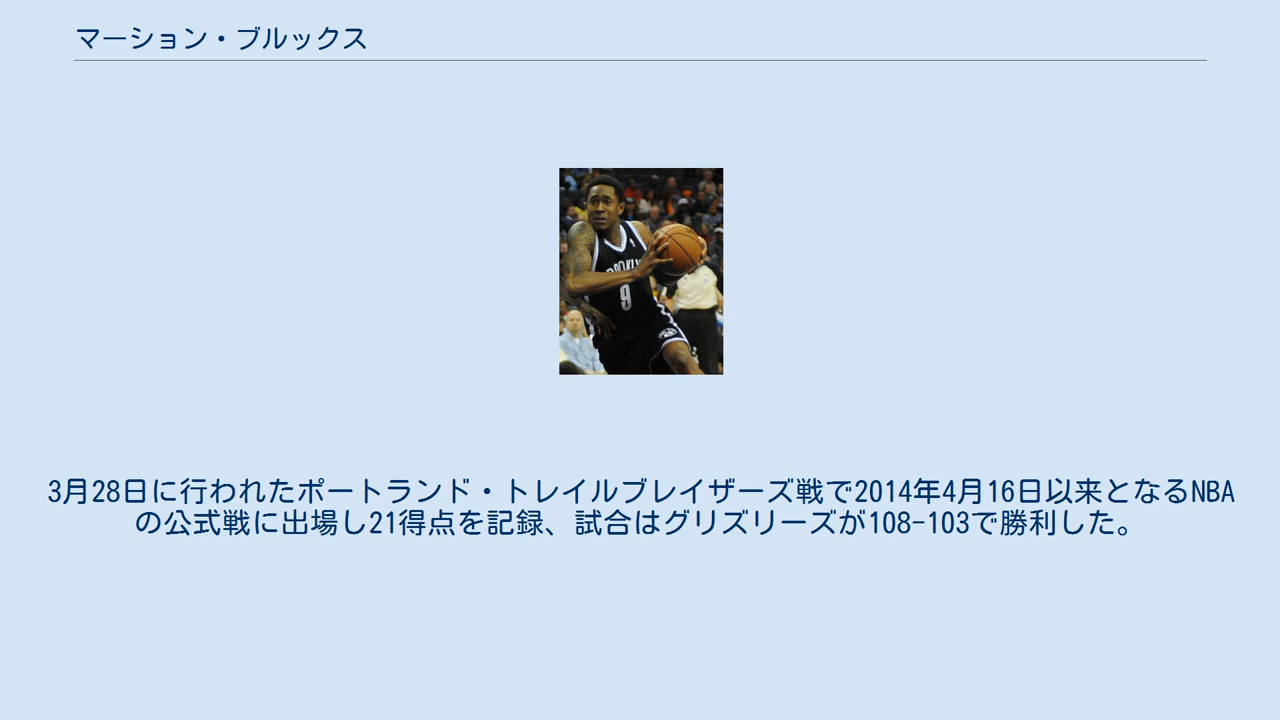 マーション・ブルックス
BROOKLYN
9
3月28日に行われたポートランド・トレイルブレイザーズ戦で2014年4月16日以来となるNBA
の公式戦に出場し21得点を記録、試合はグリズリーズが108-103で勝利した。